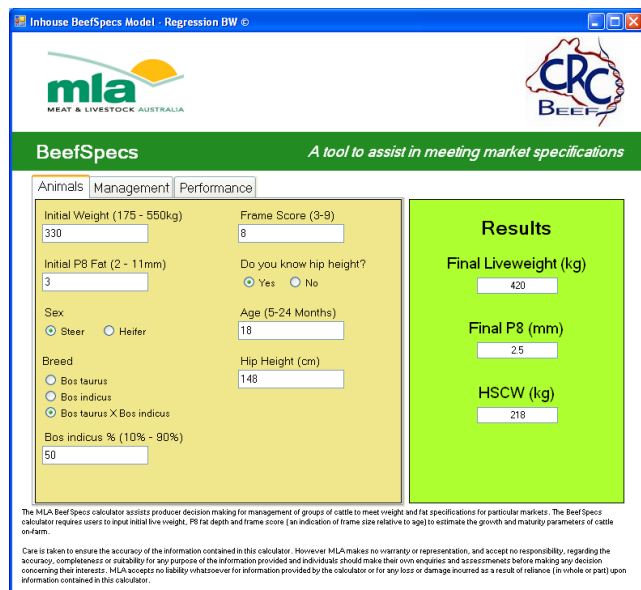 Inhouse BeefSpecs Model - Regression BW ©
mla
MEAT & LIVESTOCK AUSTRALIA
CRC
BEEF
BeefSpecs
A tool to assist in meeting market specifications
Animals
Management
Performance
Initial Weight (175 - 550kg)
330
Initial P8 Fat (2 - 11mm)
3
Sex
Steer
Heifer
Breed
Bos taurus
Bos indicus
Bos taurus X Bos indicus
Bos indicus % (10% - 90%)
50
Frame Score (3-9)
8
Do you know hip height?
Yes
No
Age (5-24 Months)
18
Hip Height (cm)
148
Results
Final Liveweight (kg)
420
Final P8 (mm)
2.5
HSCW (kg)
218
The MLA BeefSpecs calculator assists producer decision making for management of groups of cattle to meet weight and fat specifications for particular markets. The BeefSpecs
calculator requires users to input initial live weight, P8 fat depth and frame score (an indication of frame size relative to age) to estimate the growth and maturity parameters of cattle
on-farm.
Care is taken to ensure the accuracy of the information contained in this calculator. However MLA makes no warranty or representation, and accept no responsibility, regarding the
accuracy, completeness or suitability for any purpose of the information provided and individuals should make their own enquiries and assessmenets before making any decision
concerning their interests. MLA accepts no liability whatsoever for information provided by the calculator or for any loss or damage incurred as a result of reliance (in whole or part) upon
information contained in this calculator.